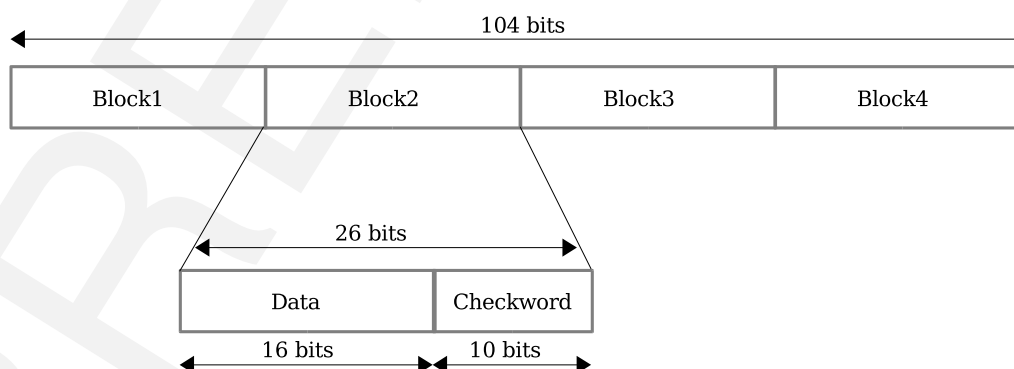 104 bits
Block1 Block2 Block3 Block4
26 bits
Data Checkword
16 bits 10 bits